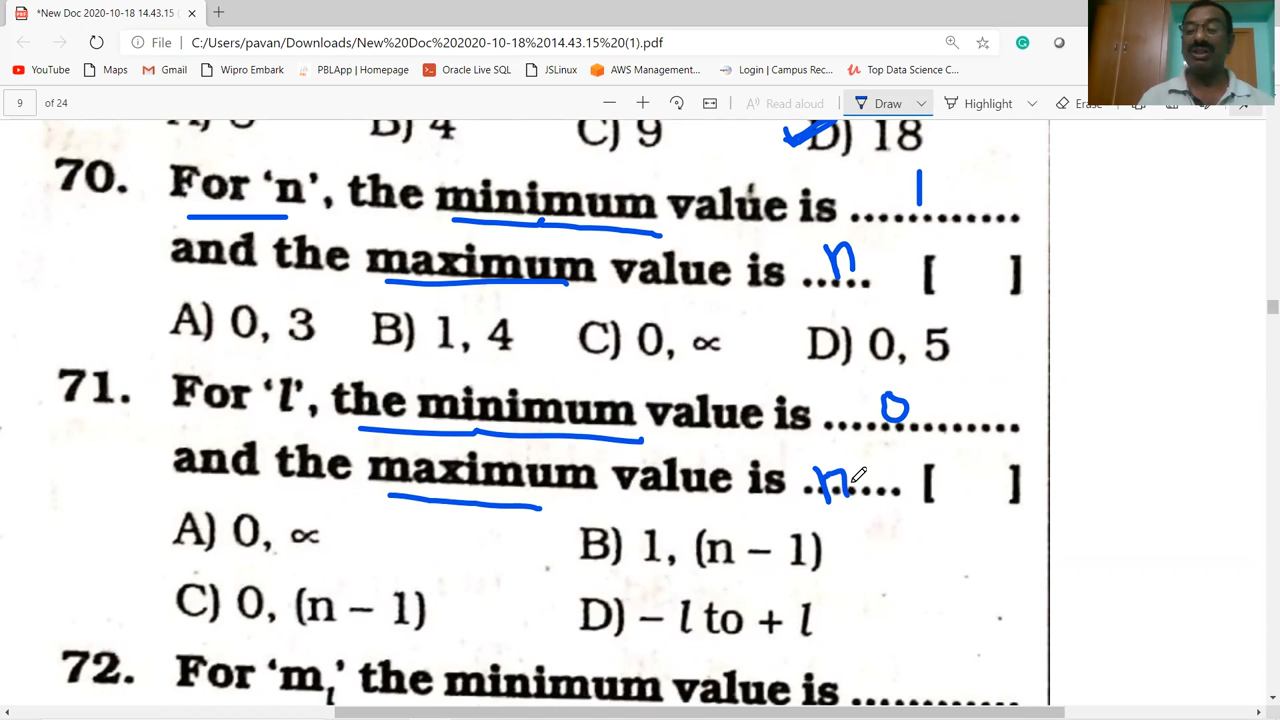 *New Doc 2020-10-18 14.43.15
File C:/Users/pavan/Downloads/New%20Doc%202020-10-18%2014.43.15%20(1).pdf
YouTube Maps Gmail Wipro Embark PBLApp | Homepage Oracle Live SQL JSLinux AWS Management... Login | Campus Rec... Top Data Science C...
9 of 24 Read aloud Draw Highlight Erase
B) 4 C) 9 D) 18
70. For 'n', the minimum value is ............. 1
and the maximum value is ..... n [ ]
A) 0, 3 B) 1, 4 C) 0, ∝ D) 0, 5
71. For 'l', the minimum value is ............... 0
and the maximum value is ....... n [ ]
A) 0, ∝ B) 1, (n – 1)
C) 0, (n – 1) D) – l to + l
72. For 'mₗ' the minimum value is .............